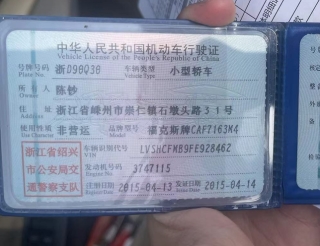 中华人民共和国机动车行驶证
Vehicle License of the People's Republic of China
号牌号码 浙D98Q38 车辆类型 小型轿车
Plate No. Vehicle Type
所有人 陈钞
Owner
住址 浙江省嵊州市崇仁镇石墩头路31号
Address
使用性质 非营运 品牌型号 福克斯牌CAF7163M4
浙江省绍兴市公安局交通警察支队
车辆识别代号 LVSHCFMB9FE928462
VIN
发动机号码 3747115
Engine No.
注册日期 2015-04-13 发证日期 2015-04-14
Register Date Issue Date